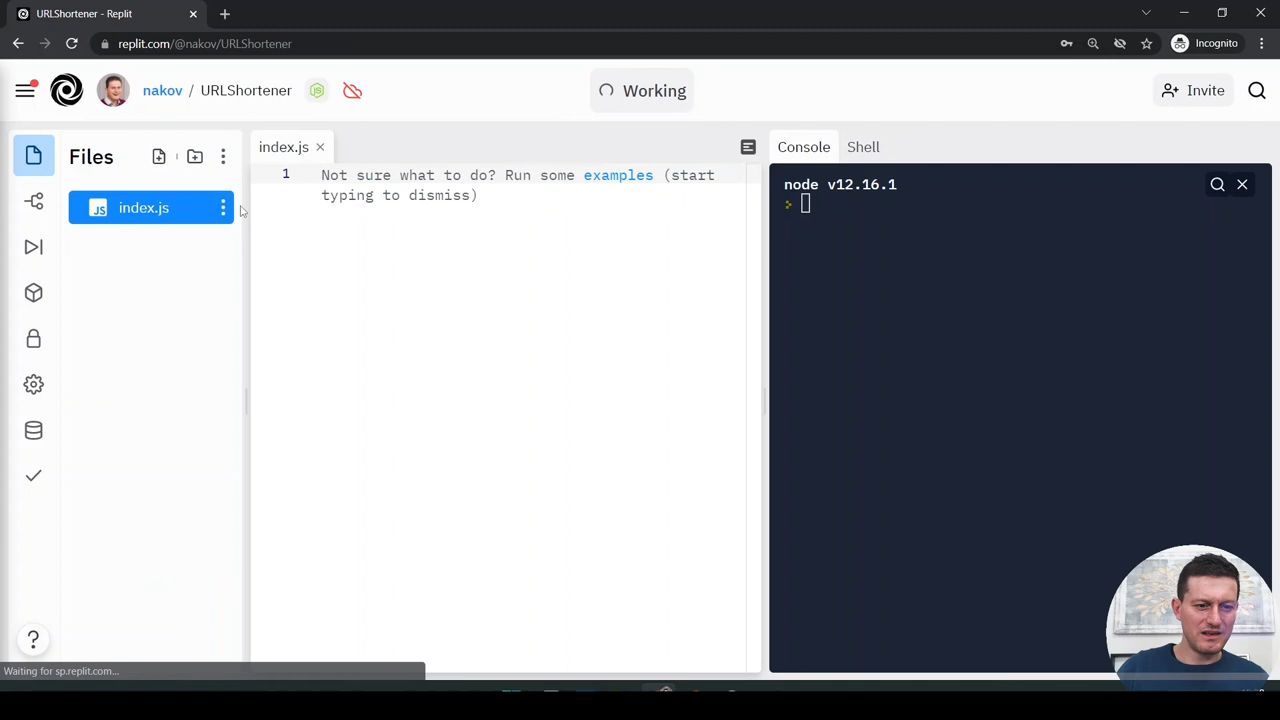 URLShortener - Replit
replit.com/@nakov/URLShortener
Incognito
nakov / URLShortener
Working
Invite
Files
index.js
Console
Shell
JS index.js
1
Not sure what to do? Run some examples (start
typing to dismiss)
node v12.16.1
>
?
Waiting for sp.replit.com...